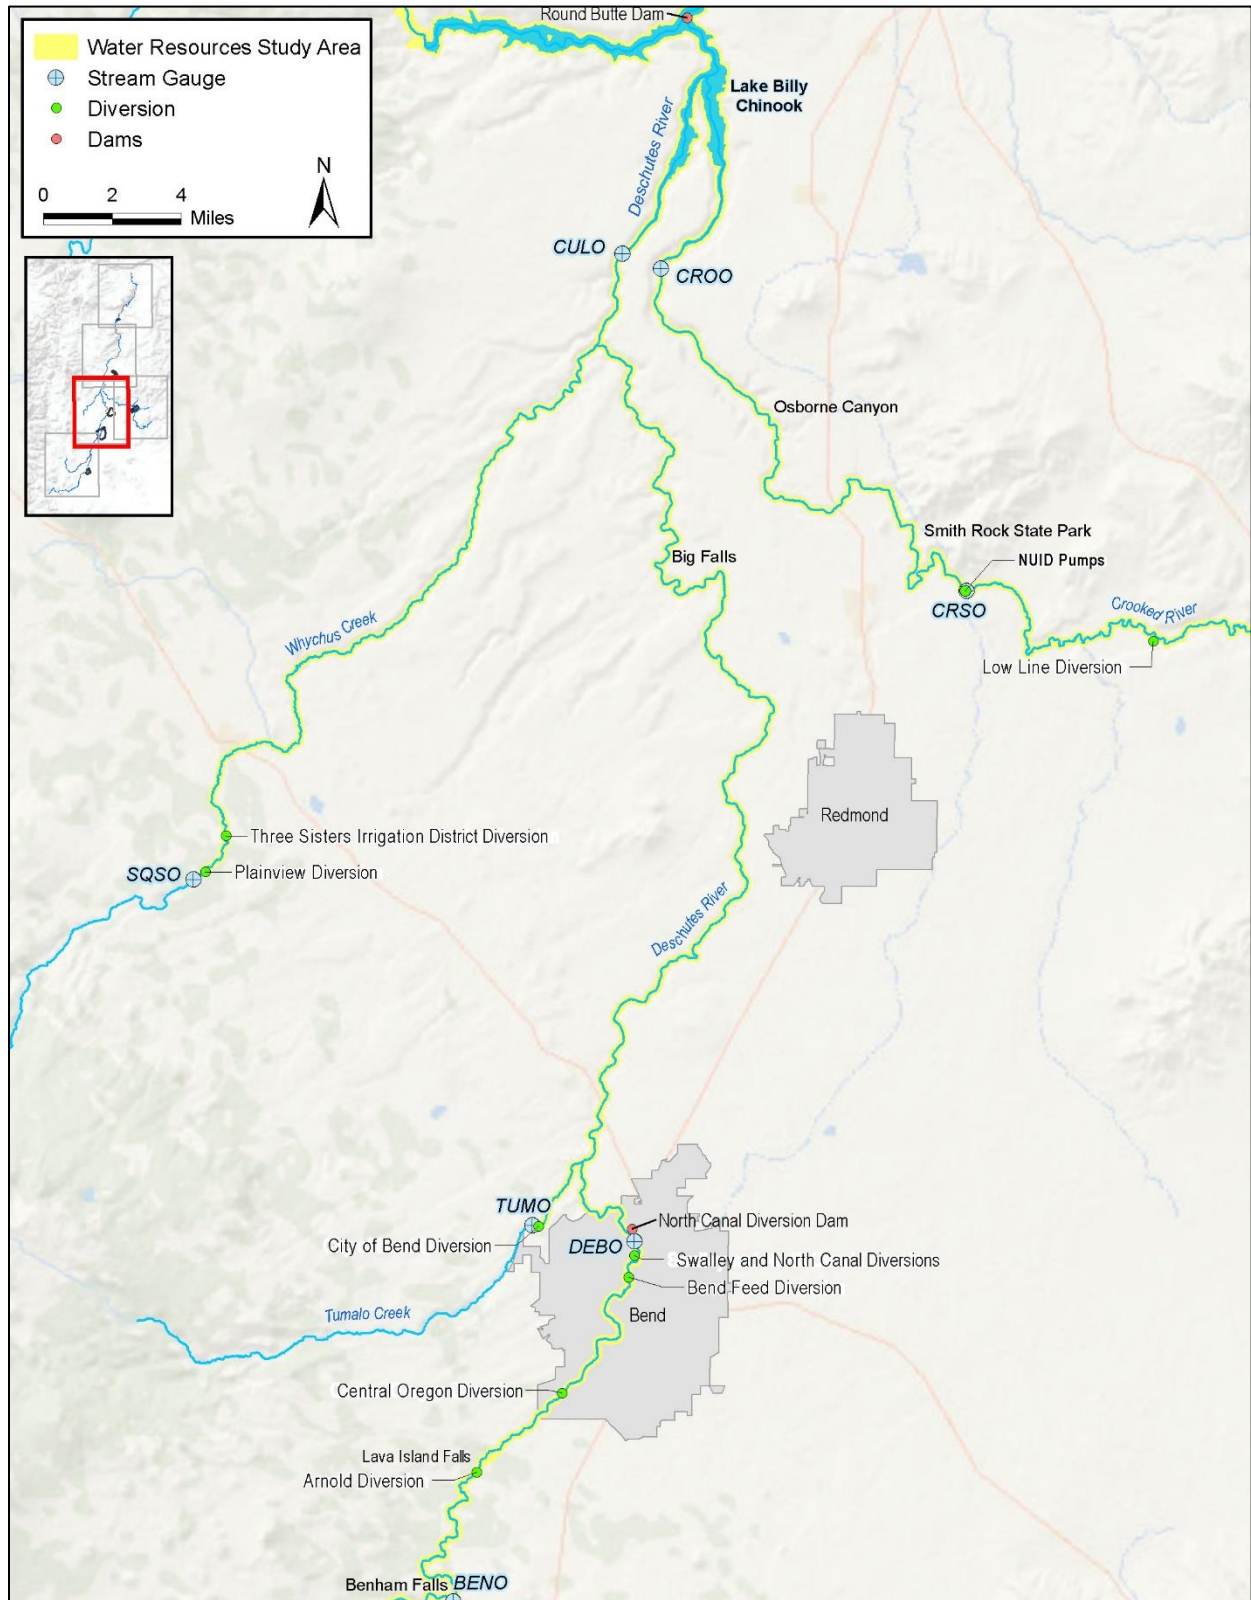 Round Butte Dam
Water Resources Study Area
Stream Gauge
Diversion
Dams
N
0 2 4
Miles
Lake Billy
Chinook
Deschutes River
CULO
CROO
Osborne Canyon
Smith Rock State Park
Big Falls
NUID Pumps
CRSO
Crooked River
Whychus Creek
Low Line Diversion
Redmond
Three Sisters Irrigation District Diversion
SQSO
Plainview Diversion
Deschutes River
TUMO
North Canal Diversion Dam
City of Bend Diversion
DEBO
Swalley and North Canal Diversions
Bend Feed Diversion
Tumalo Creek
Bend
Central Oregon Diversion
Lava Island Falls
Arnold Diversion
Benham Falls
BENO